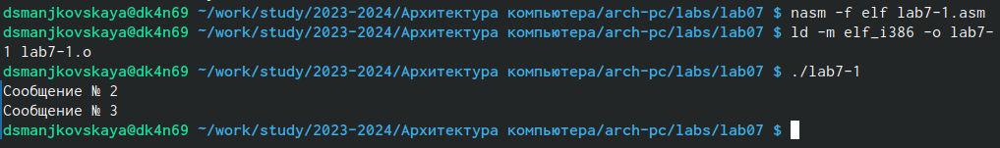 dsmanjkovskaya@dk4n69 ~/work/study/2023-2024/Архитектура компьютера/arch-pc/labs/lab07 $ nasm -f elf lab7-1.asm
dsmanjkovskaya@dk4n69 ~/work/study/2023-2024/Архитектура компьютера/arch-pc/labs/lab07 $ ld -m elf_i386 -o lab7-
1 lab7-1.o
dsmanjkovskaya@dk4n69 ~/work/study/2023-2024/Архитектура компьютера/arch-pc/labs/lab07 $ ./lab7-1
Сообщение № 2
Сообщение № 3
dsmanjkovskaya@dk4n69 ~/work/study/2023-2024/Архитектура компьютера/arch-pc/labs/lab07 $